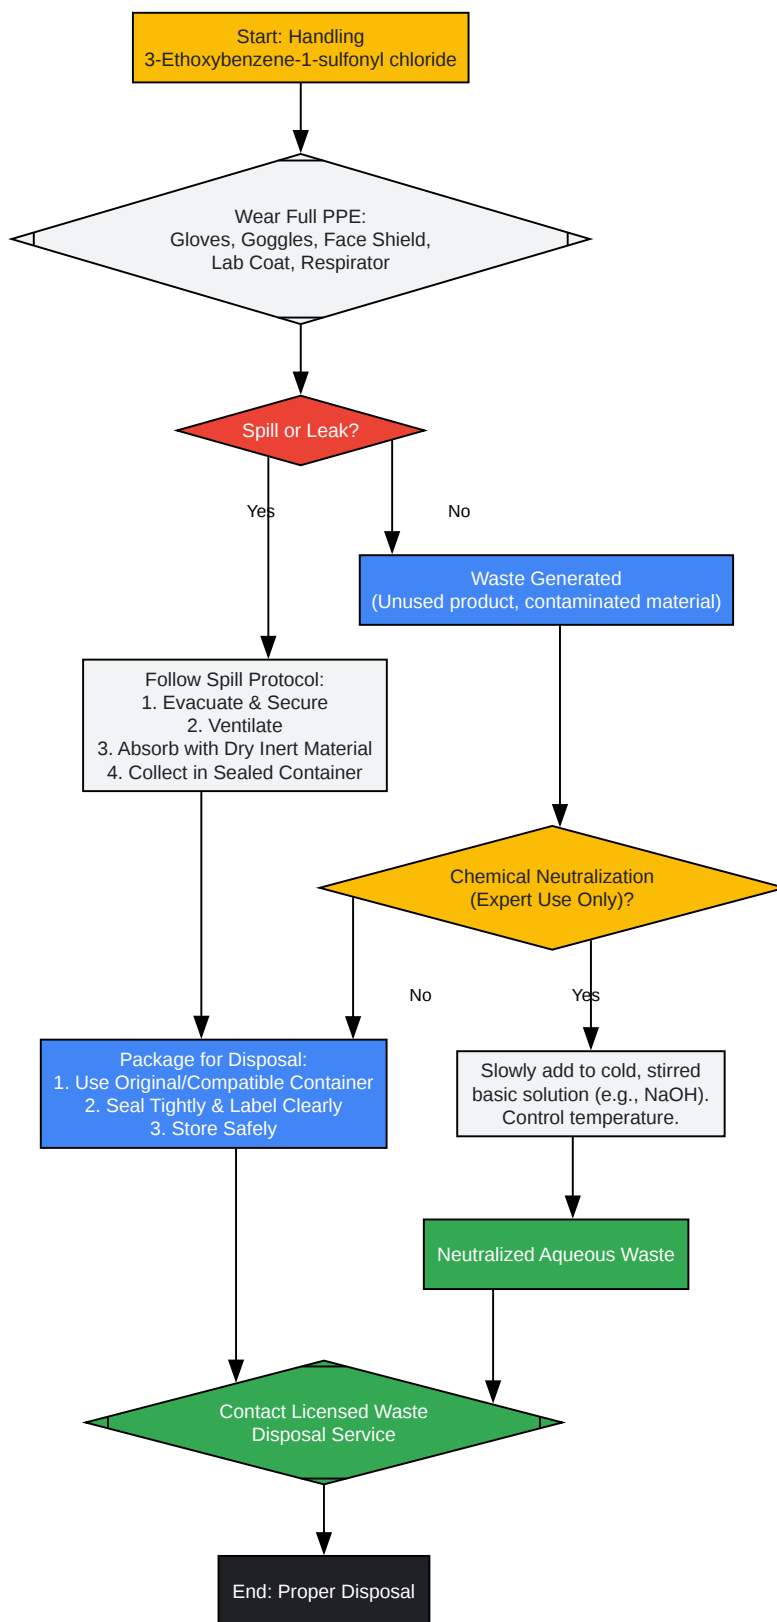 Start: Handling
3-Ethoxybenzene-1-sulfonyl chloride
Wear Full PPE:
Gloves, Goggles, Face Shield,
Lab Coat, Respirator
Spill or Leak?
Yes
No
Waste Generated
(Unused product, contaminated material)
Follow Spill Protocol:
1. Evacuate & Secure
2. Ventilate
3. Absorb with Dry Inert Material
4. Collect in Sealed Container
Chemical Neutralization
(Expert Use Only)?
No
Yes
Package for Disposal:
1. Use Original/Compatible Container
2. Seal Tightly & Label Clearly
3. Store Safely
Slowly add to cold, stirred
basic solution (e.g., NaOH).
Control temperature.
Neutralized Aqueous Waste
Contact Licensed Waste
Disposal Service
End: Proper Disposal